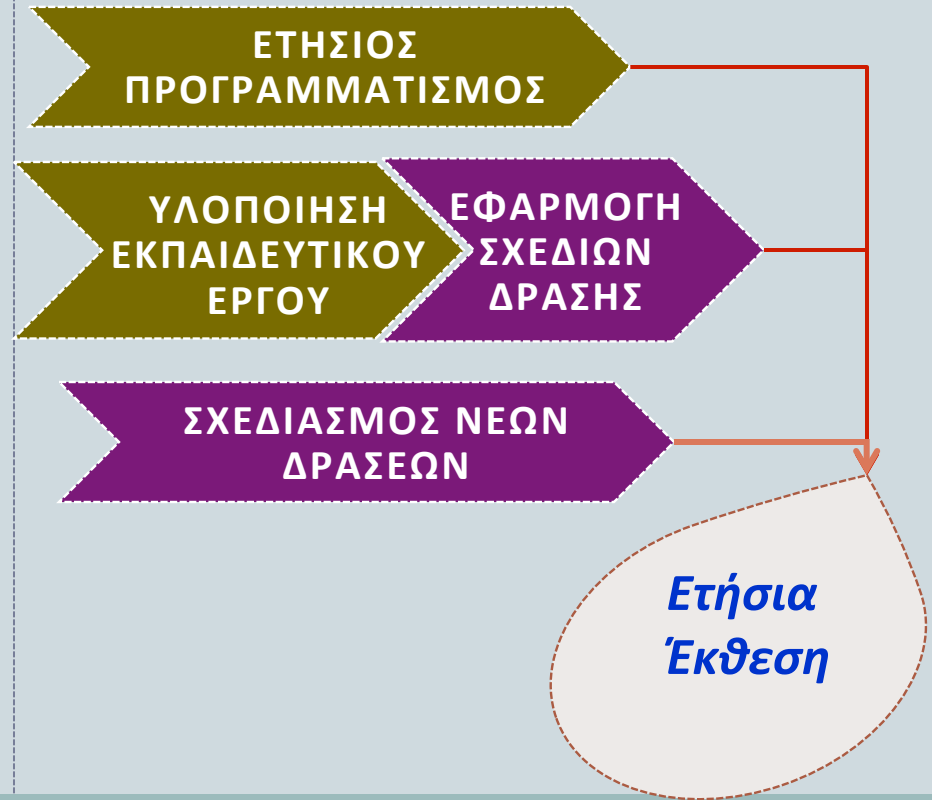 ΕΤΗΣΙΟΣ
ΠΡΟΓΡΑΜΜΑΤΙΣΜΟΣ
ΥΛΟΠΟΙΗΣΗ
ΕΚΠΑΙΔΕΥΤΙΚΟΥ
ΕΡΓΟΥ
ΕΦΑΡΜΟΓΗ
ΣΧΕΔΙΩΝ
ΔΡΑΣΗΣ
ΣΧΕΔΙΑΣΜΟΣ ΝΕΩΝ
ΔΡΑΣΕΩΝ
Ετήσια
Έκθεση